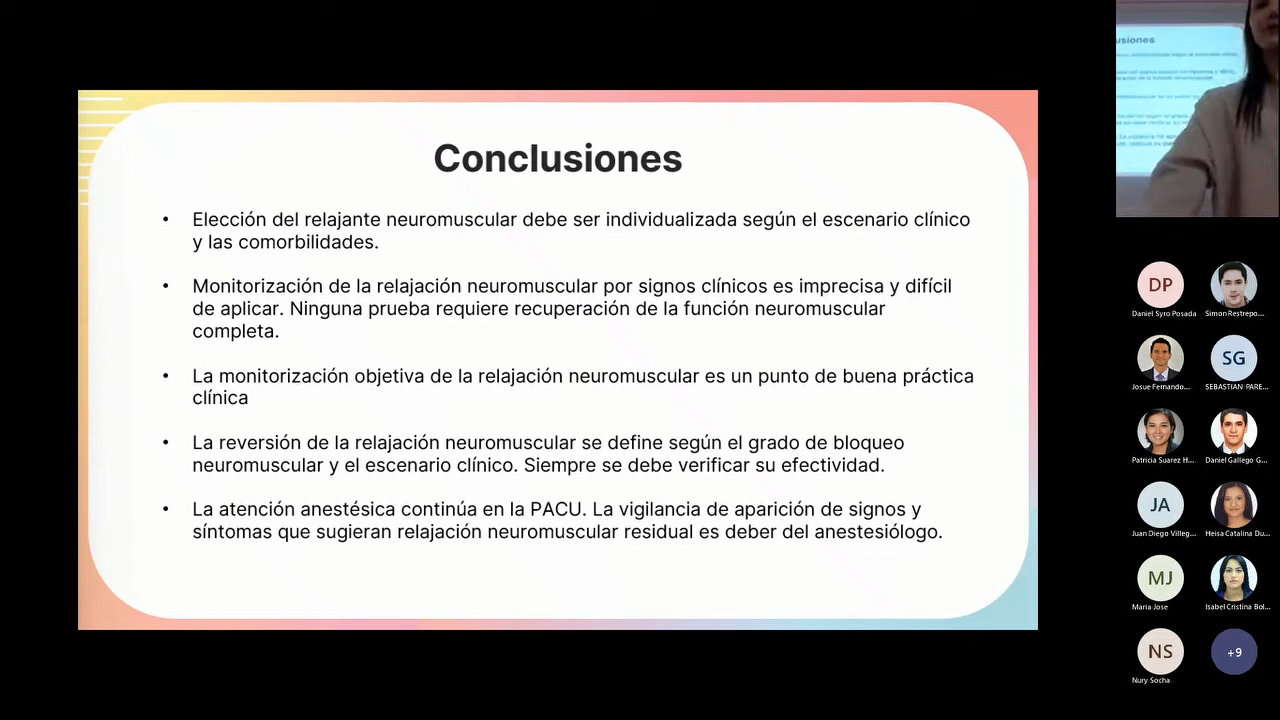 Conclusiones
• Elección del relajante neuromuscular debe ser individualizada según el escenario clínico
y las comorbilidades.
• Monitorización de la relajación neuromuscular por signos clínicos es imprecisa y difícil
de aplicar. Ninguna prueba requiere recuperación de la función neuromuscular
completa.
• La monitorización objetiva de la relajación neuromuscular es un punto de buena práctica
clínica
• La reversión de la relajación neuromuscular se define según el grado de bloqueo
neuromuscular y el escenario clínico. Siempre se debe verificar su efectividad.
• La atención anestésica continúa en la PACU. La vigilancia de aparición de signos y
síntomas que sugieran relajación neuromuscular residual es deber del anestesiólogo.
usiones
DP
Daniel Syro Posada
Simon Restrepo...
Josue Fernando...
SG
SEBASTIAN PARE...
Patricia Suarez H...
Daniel Gallego G...
JA
Juan Diego Villeg...
Heisa Catalina Du...
MJ
Maria Jose
Isabel Cristina Bol...
NS
Nury Socha
+9